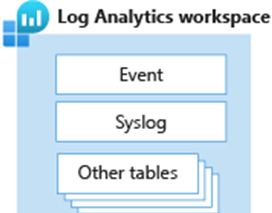 Log Analytics workspace
Event
Syslog
Other tables